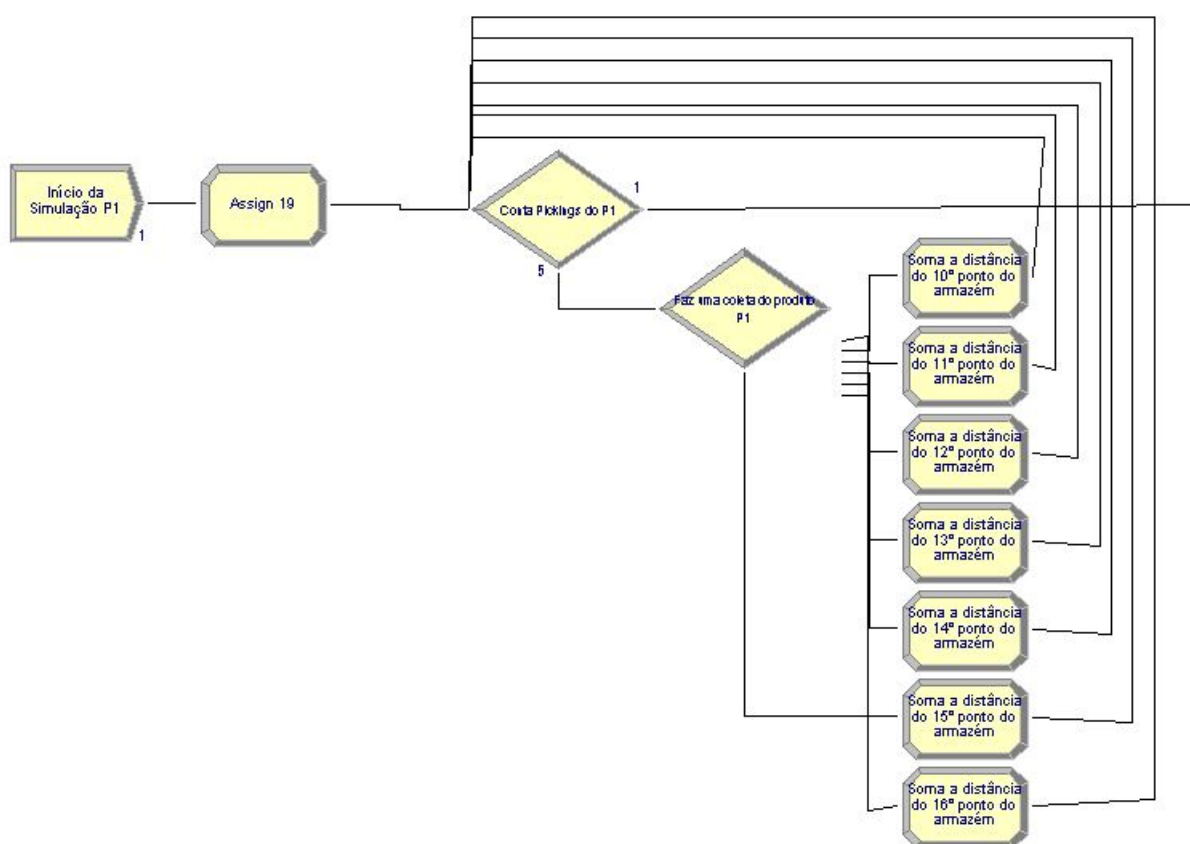 Início da
Simulação P1
1
Assign 19
Conta Pickings do P1
1
5
Faz uma coleta do produto
P1
Soma a distância
do 10º ponto do
armazém
Soma a distância
do 11º ponto do
armazém
Soma a distância
do 12º ponto do
armazém
Soma a distância
do 13º ponto do
armazém
Soma a distância
do 14º ponto do
armazém
Soma a distância
do 15º ponto do
armazém
Soma a distância
do 16º ponto do
armazém